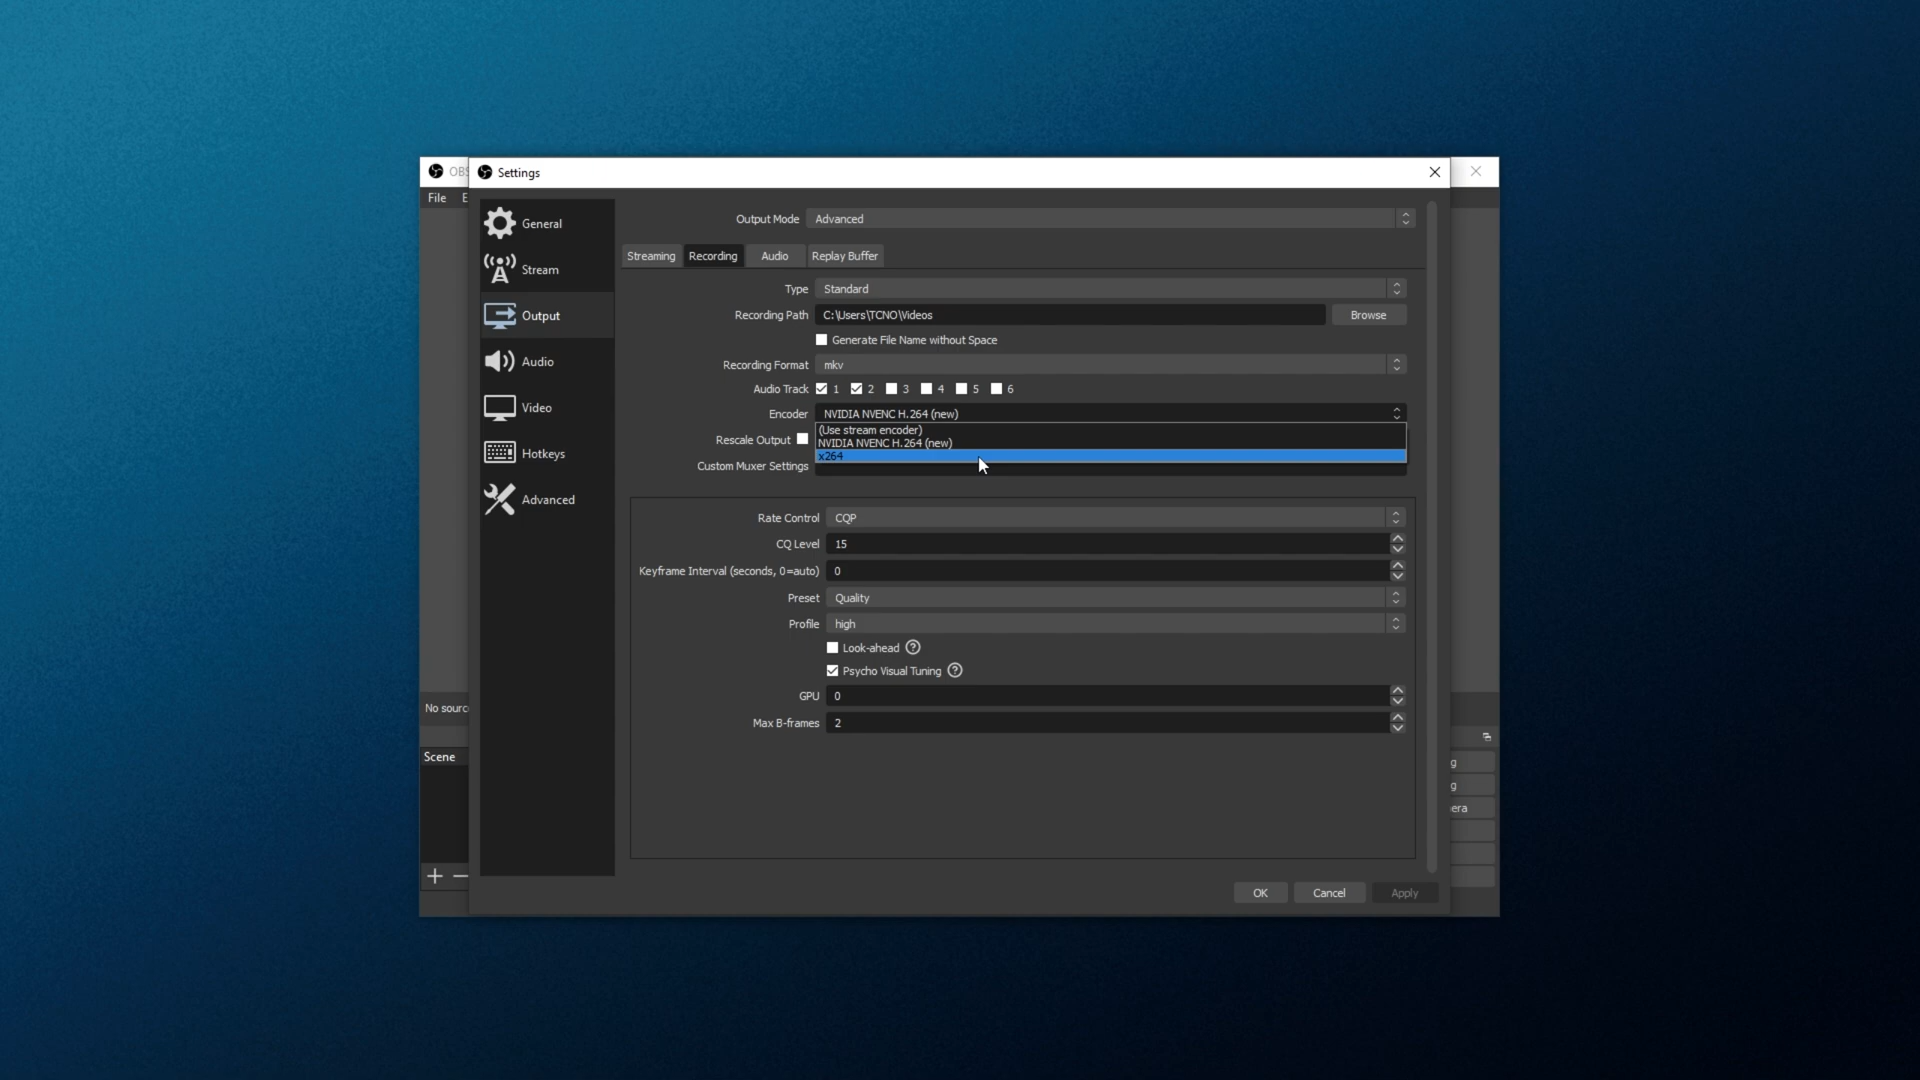 OBS
Settings
File E
General
Stream
Output
Audio
Video
Hotkeys
Advanced
Output Mode Advanced
Streaming Recording Audio Replay Buffer
Type Standard
Recording Path C:\Users\TCNO\Videos Browse
Generate File Name without Space
Recording Format mkv
Audio Track 1 2 3 4 5 6
Encoder NVIDIA NVENC H.264 (new)
(Use stream encoder)
NVIDIA NVENC H.264 (new)
x264
Rescale Output
Custom Muxer Settings
Rate Control CQP
CQ Level 15
Keyframe Interval (seconds, 0=auto) 0
Preset Quality
Profile high
Look-ahead ?
Psycho Visual Tuning ?
GPU 0
Max B-frames 2
No sourc
Scene
g
g
era
OK Cancel Apply